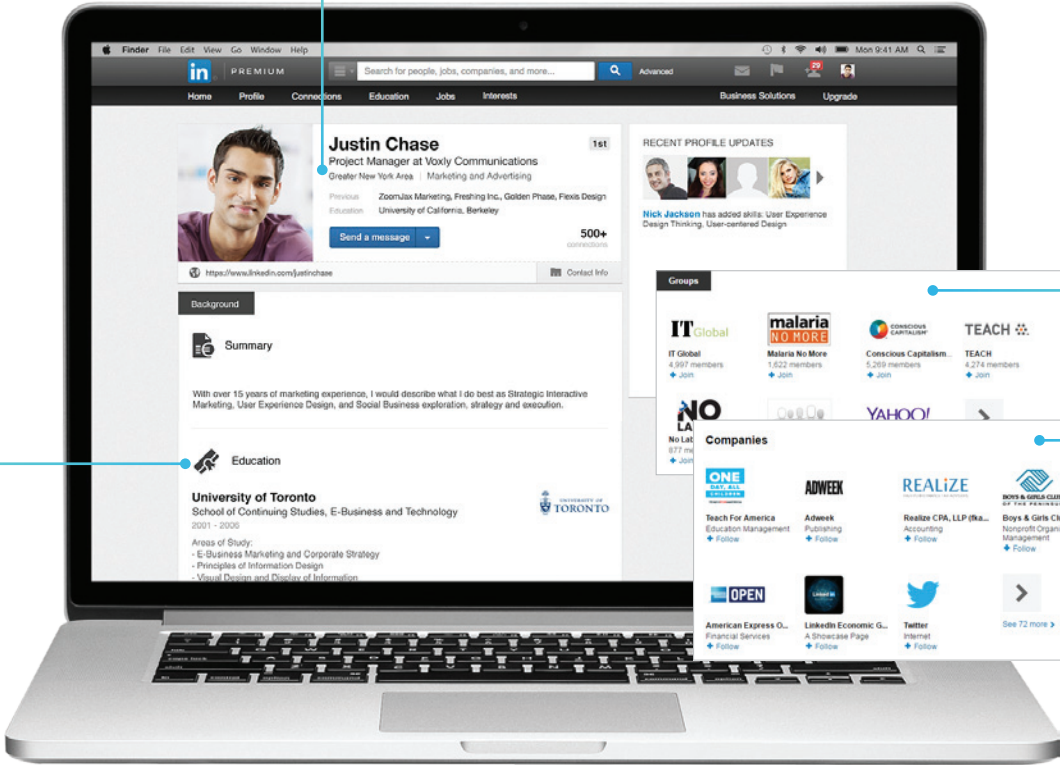 Finder File Edit View Go Window Help
Mon 9:41 AM
in PREMIUM
Search for people, jobs, companies, and more...
Advanced
29
Home Profile Connections Education Jobs Interests
Business Solutions Upgrade
Justin Chase
1st
Project Manager at Voxly Communications
Greater New York Area | Marketing and Advertising
Previous ZoomJax Marketing, Freshing Inc., Golden Phase, Flexis Design
Education University of California, Berkeley
Send a message
500+
connections
https://www.linkedin.com/justinchase
Contact Info
RECENT PROFILE UPDATES
Nick Jackson has added skills: User Experience
Design Thinking, User-centered Design
Background
Summary
With over 15 years of marketing experience, I would describe what I do best as Strategic Interactive
Marketing, User Experience Design, and Social Business exploration, strategy and execution.
Education
University of Toronto
School of Continuing Studies, E-Business and Technology
2001 - 2006
UNIVERSITY OF
TORONTO
Areas of Study:
- E-Business Marketing and Corporate Strategy
- Principles of Information Design
- Visual Design and Display of Information
Groups
IT Global
IT Global
4,997 members
+ Join
malaria
NO MORE
Malaria No More
1,622 members
+ Join
CONSCIOUS
CAPITALISM
Conscious Capitalism...
5,269 members
+ Join
TEACH
TEACH
4,274 members
+ Join
NO
LA
No Lab
877 me
+ Join
YAHOO!
Companies
ONE
DAY, ALL
CHILDREN
Teach For America
Education Management
+ Follow
ADWEEK
Adweek
Publishing
+ Follow
REALiZE
Realize CPA, LLP (fka...
Accounting
+ Follow
BOYS & GIRLS CLUB
OF THE PENINSU
Boys & Girls Cl
Nonprofit Organi
Management
+ Follow
OPEN
American Express O...
Financial Services
+ Follow
LinkedIn
LinkedIn Economic G...
A Showcase Page
+ Follow
Twitter
Internet
+ Follow
See 72 more >